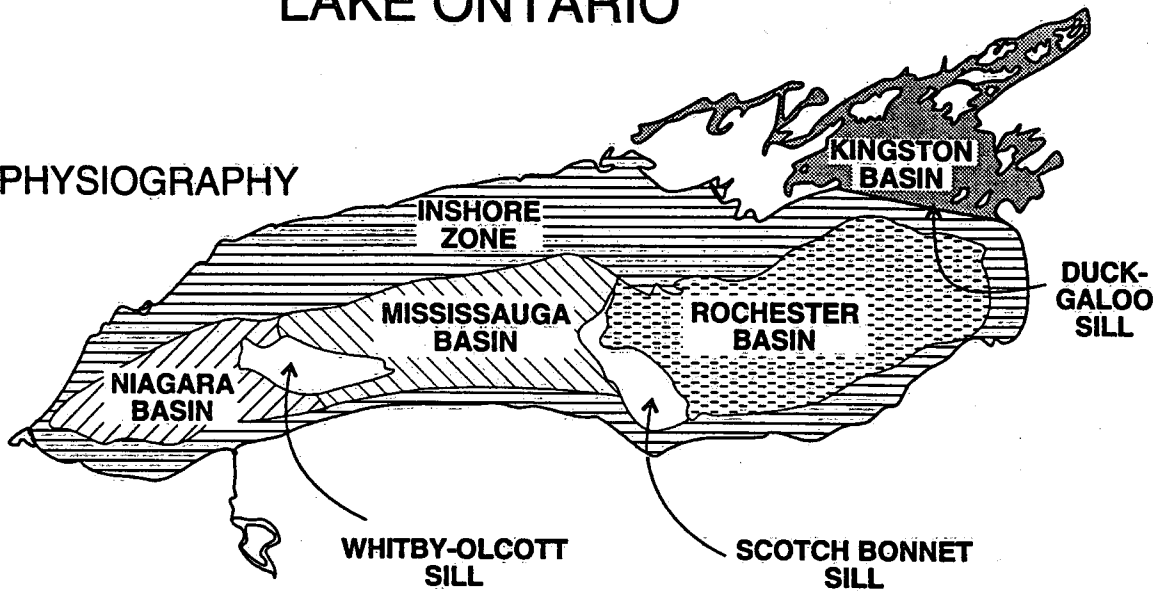 LAKE ONTARIO
PHYSIOGRAPHY
KINGSTON
BASIN
INSHORE
ZONE
DUCK-
GALOO
SILL
MISSISSAUGA
BASIN
ROCHESTER
BASIN
NIAGARA
BASIN
WHITBY-OLCOTT
SILL
SCOTCH BONNET
SILL